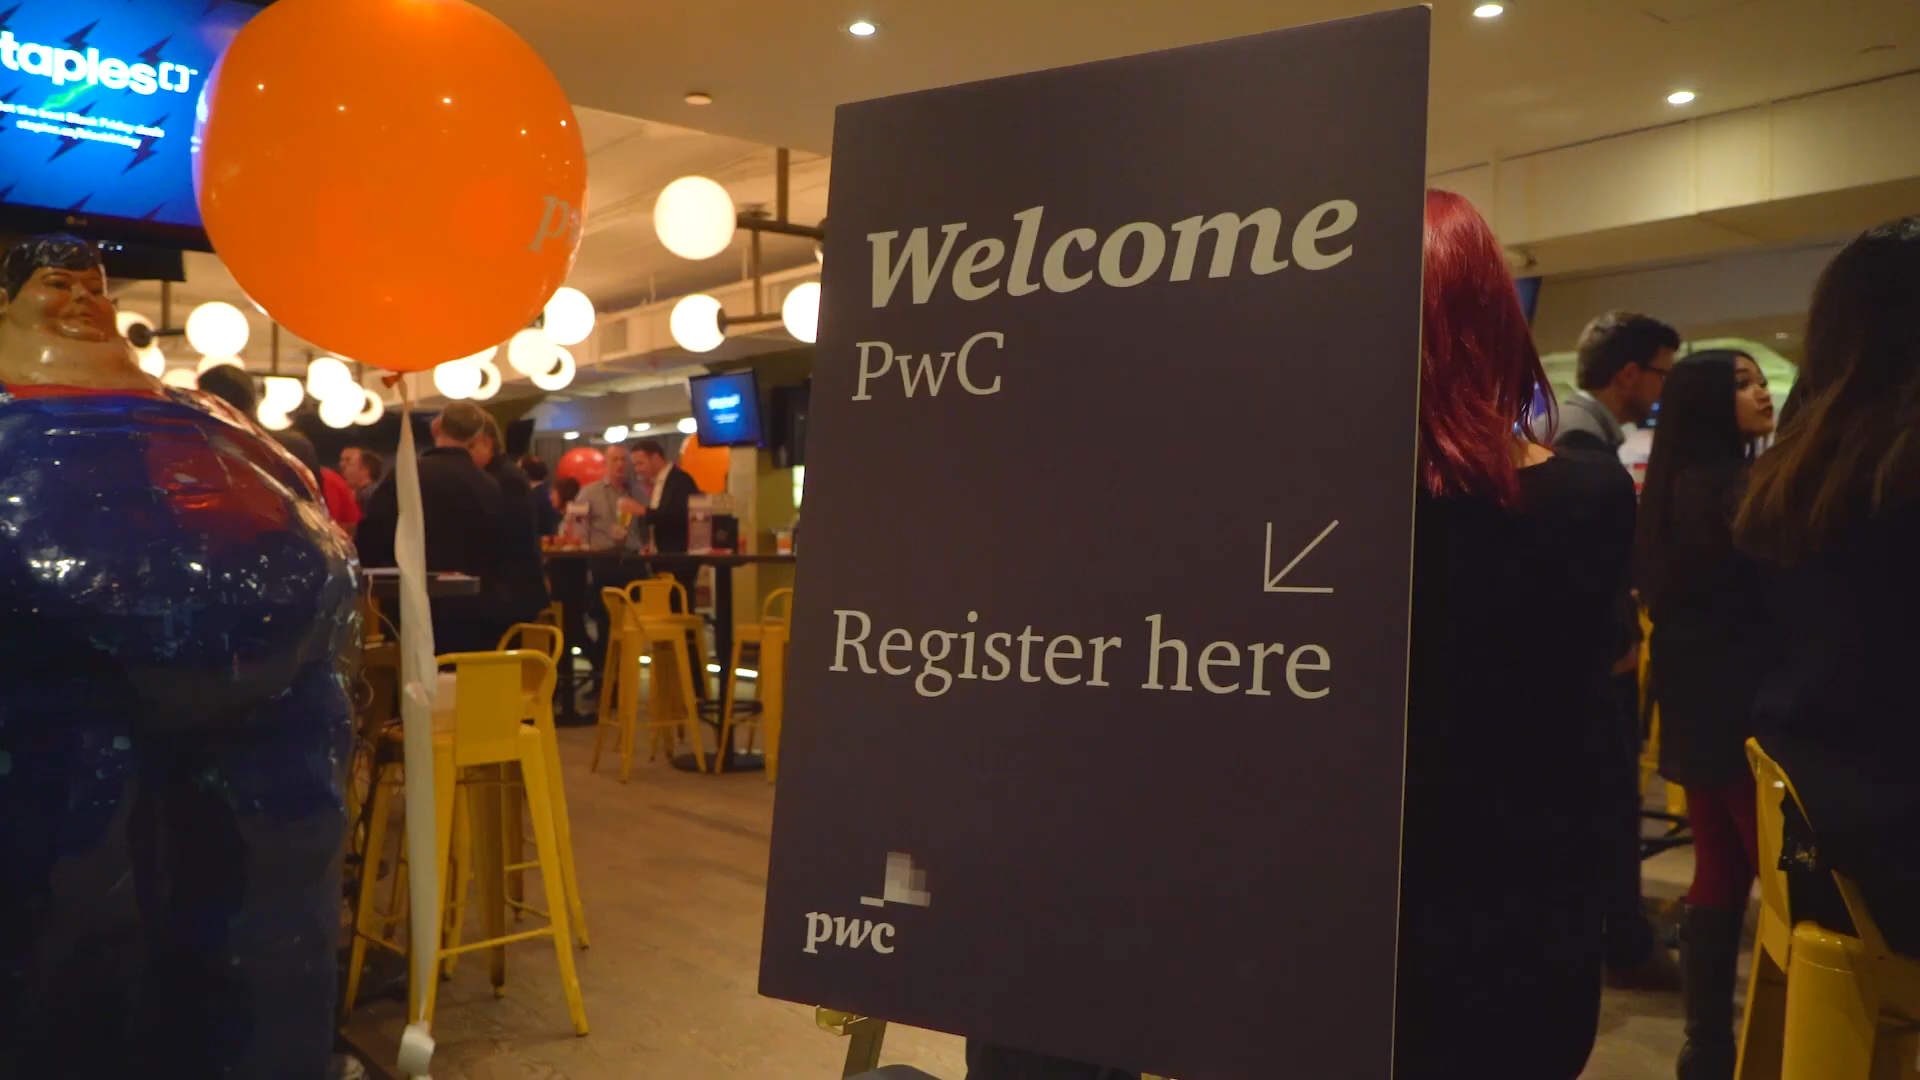 taples
Welcome
PwC
Register here
pwc